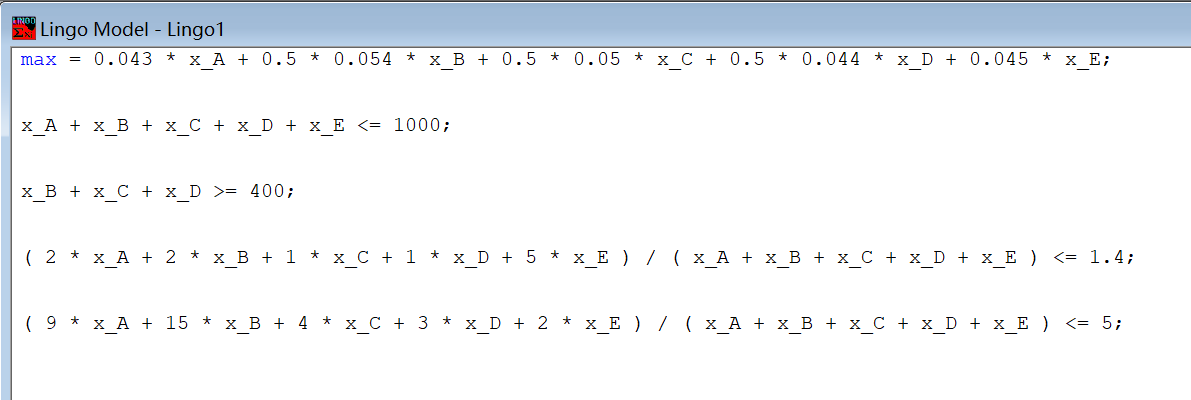 Lingo Model - Lingo1
max = 0.043 * x_A + 0.5 * 0.054 * x_B + 0.5 * 0.05 * x_C + 0.5 * 0.044 * x_D + 0.045 * x_E;
x_A + x_B + x_C + x_D + x_E <= 1000;
x_B + x_C + x_D >= 400;
( 2 * x_A + 2 * x_B + 1 * x_C + 1 * x_D + 5 * x_E ) / ( x_A + x_B + x_C + x_D + x_E ) <= 1.4;
( 9 * x_A + 15 * x_B + 4 * x_C + 3 * x_D + 2 * x_E ) / ( x_A + x_B + x_C + x_D + x_E ) <= 5;